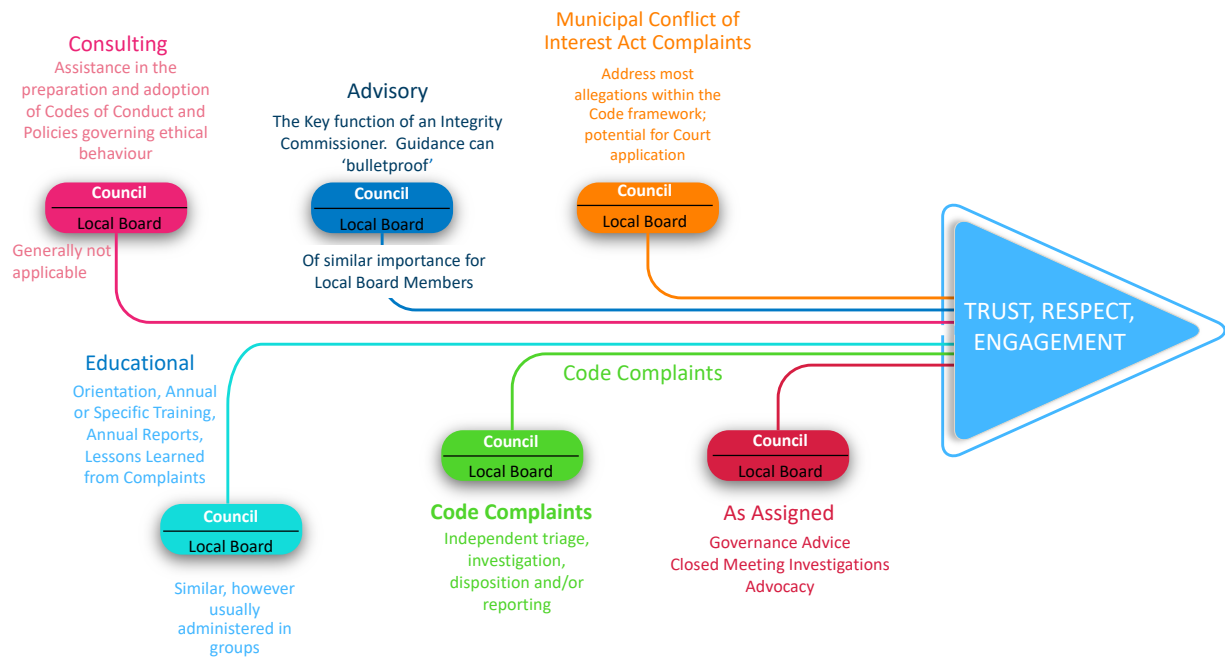 Consulting
Assistance in the
preparation and adoption
of Codes of Conduct and
Policies governing ethical
behaviour
Council
Local Board
Generally not
applicable
Advisory
The Key function of an Integrity
Commissioner.  Guidance can
‘bulletproof’
Council
Local Board
Of similar importance for
Local Board Members
Municipal Conflict of
Interest Act Complaints
Address most
allegations within the
Code framework;
potential for Court
application
Council
Local Board
TRUST, RESPECT,
ENGAGEMENT
Educational
Orientation, Annual
or Specific Training,
Annual Reports,
Lessons Learned
from Complaints
Council
Local Board
Similar, however
usually
administered in
groups
Code Complaints
Council
Local Board
Code Complaints
Independent triage,
investigation,
disposition and/or
reporting
Council
Local Board
As Assigned
Governance Advice
Closed Meeting Investigations
Advocacy